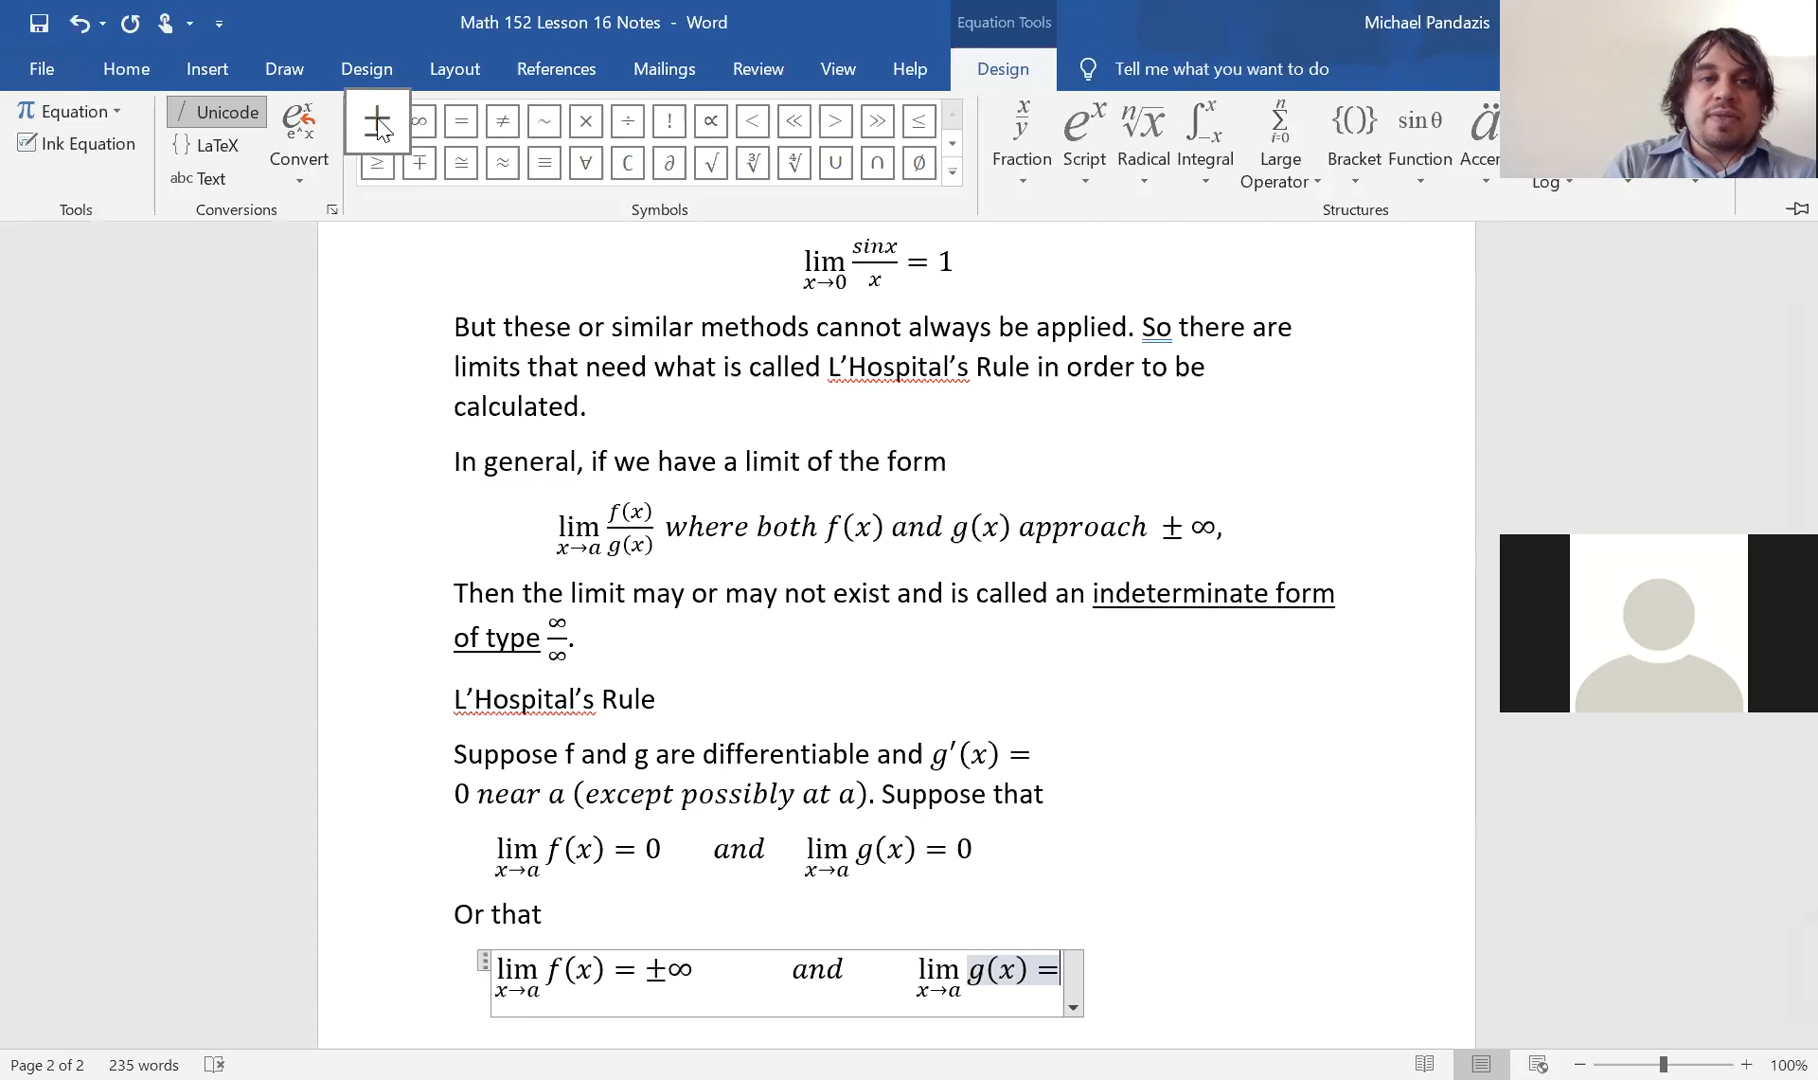 Math 152 Lesson 16 Notes - Word
Equation Tools
Michael Pandazis
File Home Insert Draw Design Layout References Mailings Review View Help Design Tell me what you want to do
π Equation
Ink Equation
Tools
/ Unicode
{} LaTeX
abc Text
eˣ e^x
Convert
Conversions
± ∞ = ≠ ~ × ÷ ! ∝ < ≪ > ≫ ≤
≥ ∓ ≅ ≈ ≡ ∀ ∁ ∂ √ ∛ ∜ ∪ ∩ ∅
Symbols
x/y Fraction
eˣ Script
ⁿ√x Radical
∫₋ₓˣ Integral
Σ n i=0 Large Operator
{()} Bracket
sin θ Function
ä
Log
Structures
lim x→0 sinx/x = 1
But these or similar methods cannot always be applied. So there are
limits that need what is called L’Hospital’s Rule in order to be
calculated.
In general, if we have a limit of the form
lim x→a f(x)/g(x) where both f(x) and g(x) approach ± ∞,
Then the limit may or may not exist and is called an indeterminate form
of type ∞/∞.
L’Hospital’s Rule
Suppose f and g are differentiable and g′(x) =
0 near a (except possibly at a). Suppose that
lim x→a f(x) = 0 and lim x→a g(x) = 0
Or that
lim x→a f(x) = ±∞ and lim x→a g(x) =
Page 2 of 2 235 words
100%